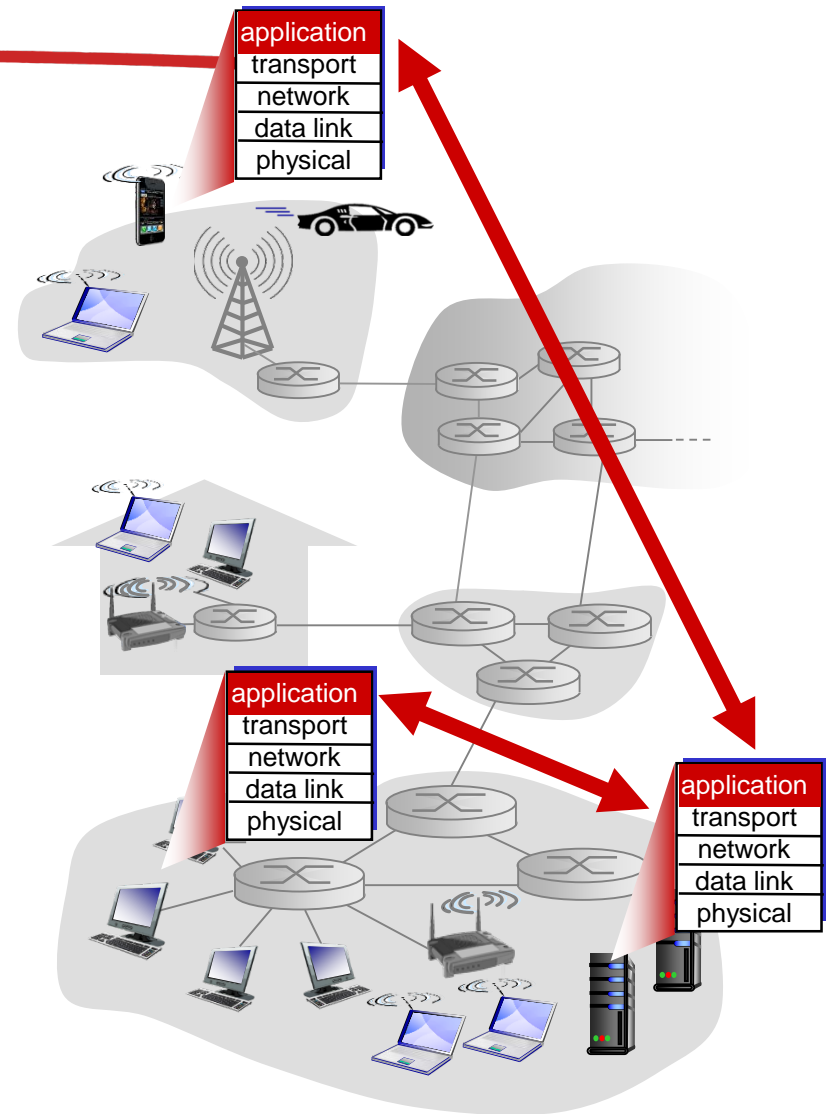 application
transport
network
data link
physical
application
transport
network
data link
physical
application
transport
network
data link
physical